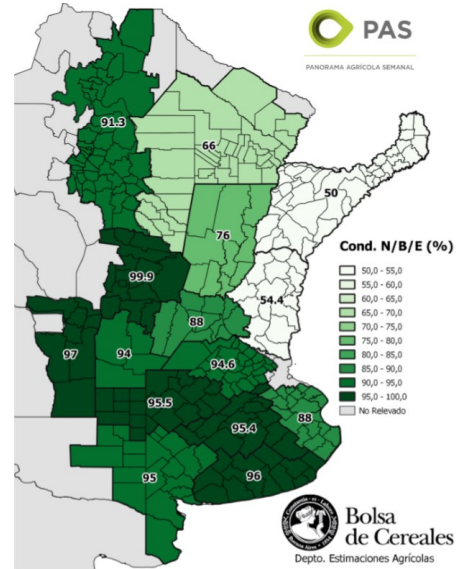 PAS
PANORAMA AGRÍCOLA SEMANAL
91.3
66
50
76
99.9
54.4
88
97
94
94.6
95.5
95.4
88
95
96
Cond. N/B/E (%)
50,0 - 55,0
55,0 - 60,0
60,0 - 65,0
65,0 - 70,0
70,0 - 75,0
75,0 - 80,0
80,0 - 85,0
85,0 - 90,0
90,0 - 95,0
95,0 - 100,0
No Relevado
Bolsa
de Cereales
Depto. Estimaciones Agrícolas